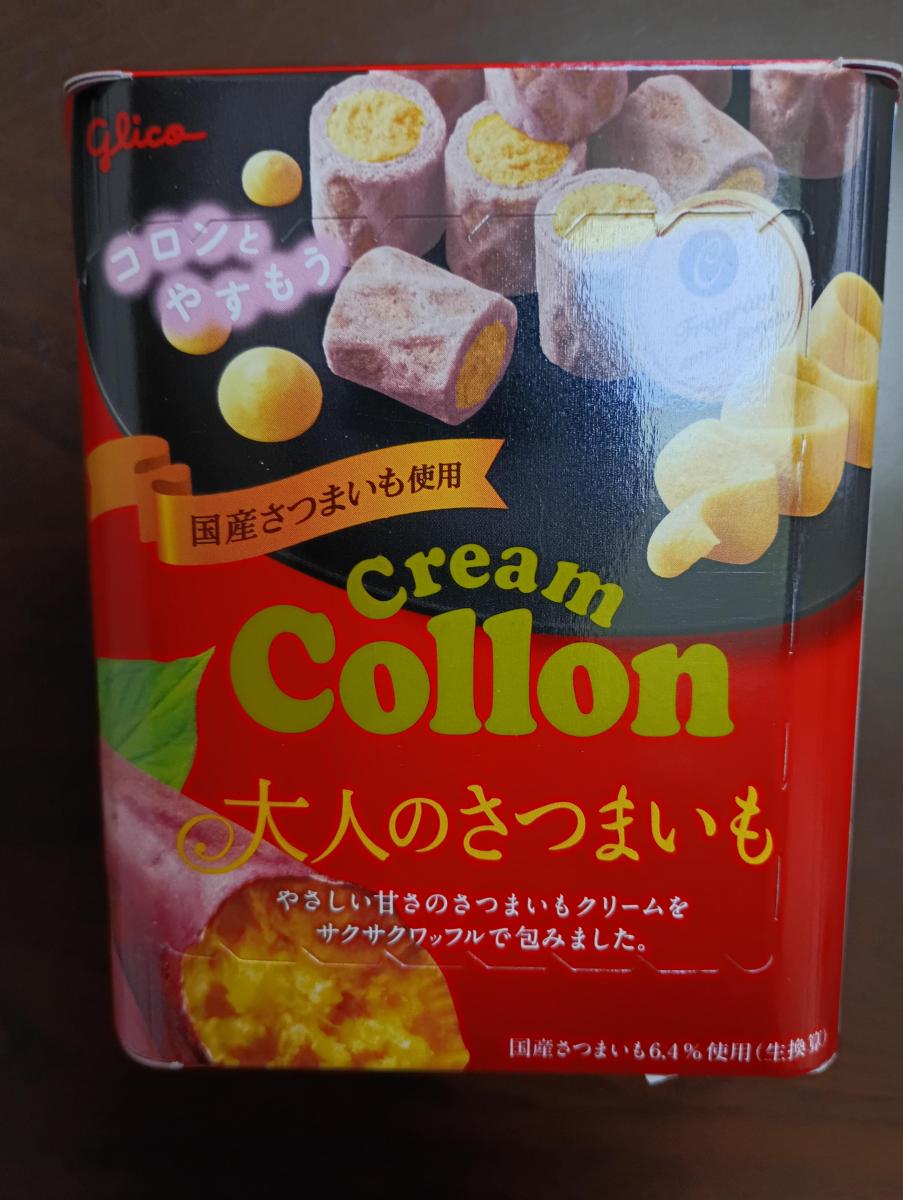 Glico
コロンと
やすもう
Fragrant
sweet potato
国産さつまいも使用
Cream
Collon
大人のさつまいも
やさしい甘さのさつまいもクリームを
サクサクワッフルで包みました。
国産さつまいも6.4%使用(生換算)